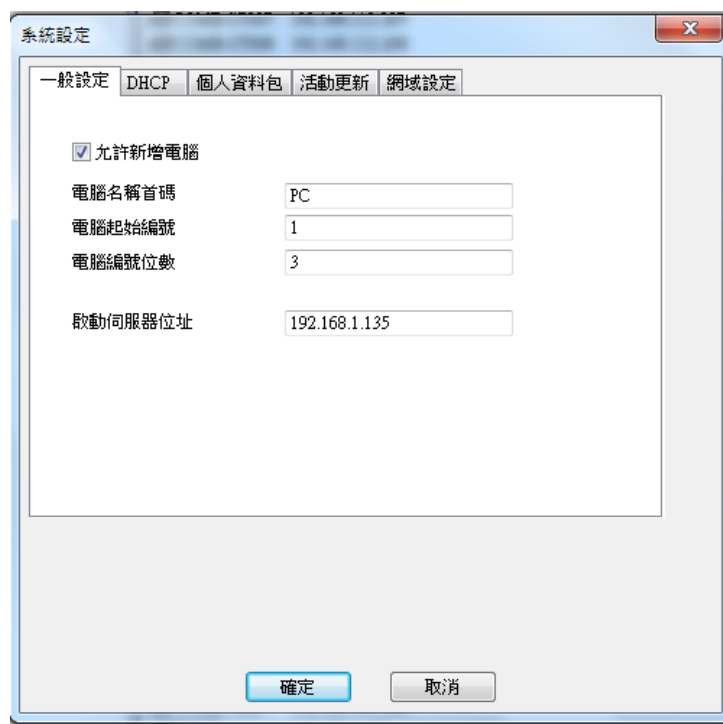 系統設定
一般設定 DHCP 個人資料包 活動更新 網域設定
允許新增電腦
電腦名稱首碼 PC
電腦起始編號 1
電腦編號位數 3
啟動伺服器位址 192.168.1.135
確定 取消